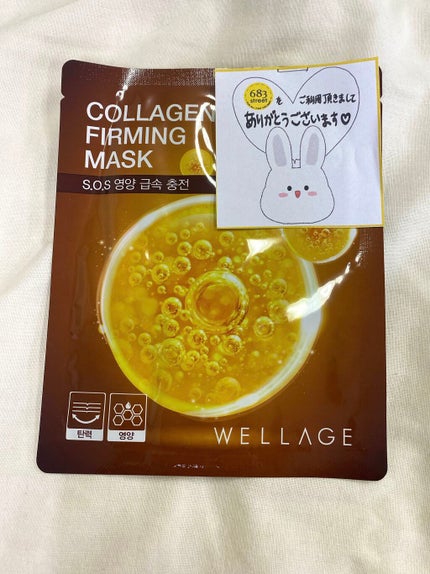 COLLAGEN
FIRMING
MASK
S.O.S 영양 급속 충전
683
street
を ご利用頂きまして
ありがとうございます♡
탄력
영양
WELLAGE